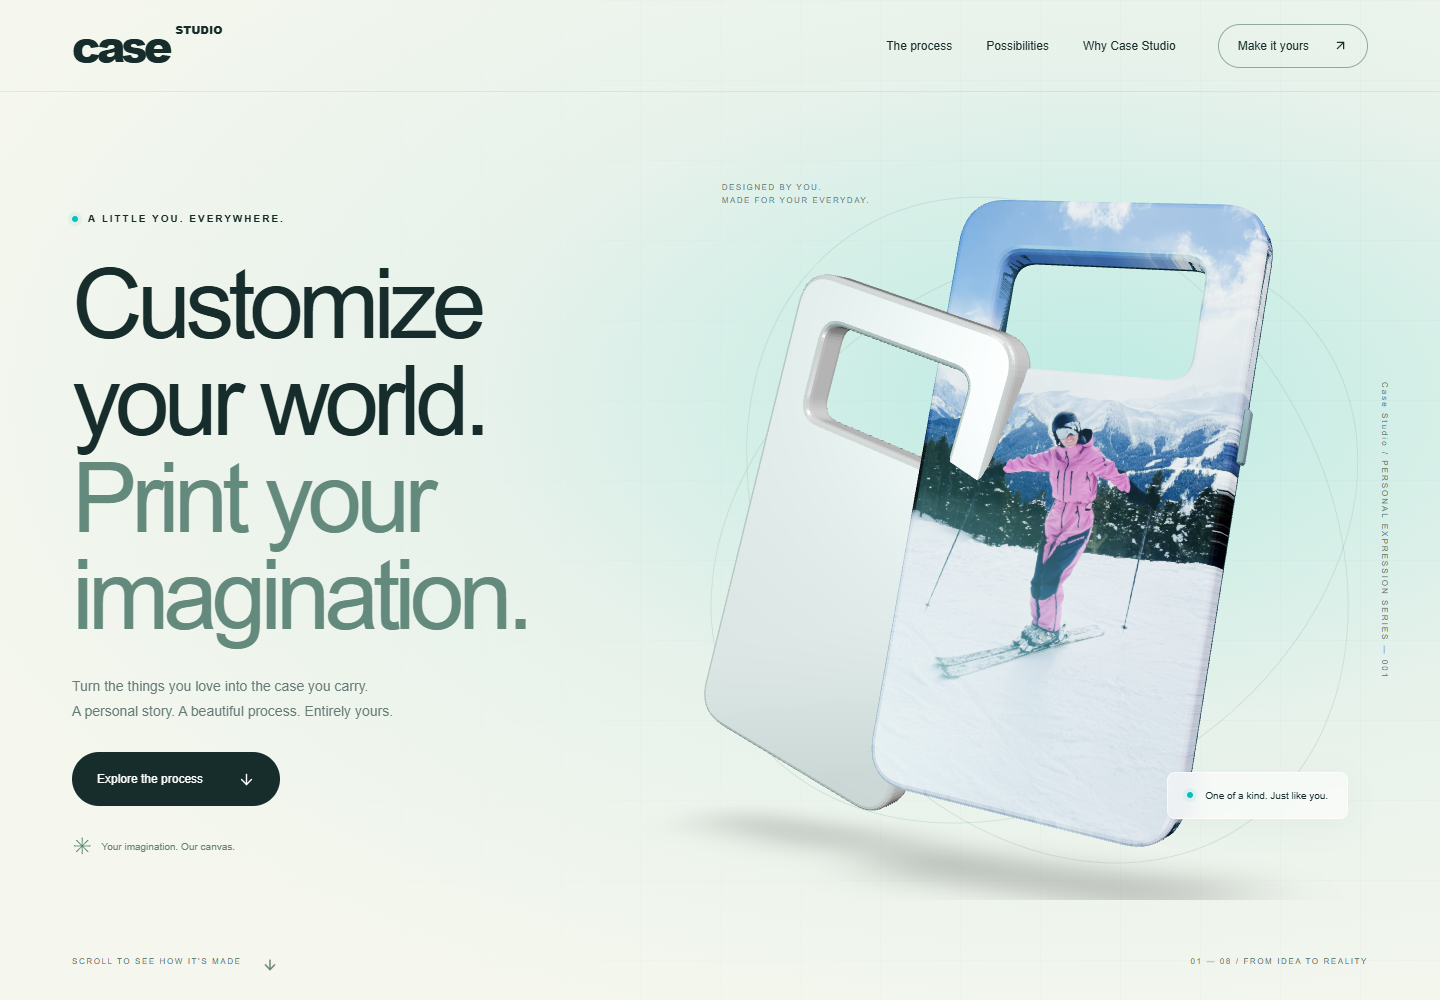 case STUDIO
The process
Possibilities
Why Case Studio
Make it yours
DESIGNED BY YOU.
MADE FOR YOUR EVERYDAY.
A LITTLE YOU. EVERYWHERE.
Customize
your world.
Print your
imagination.
Turn the things you love into the case you carry.
A personal story. A beautiful process. Entirely yours.
Explore the process
Your imagination. Our canvas.
Case Studio / PERSONAL EXPRESSION SERIES — 001
One of a kind. Just like you.
SCROLL TO SEE HOW IT'S MADE
01 — 08 / FROM IDEA TO REALITY